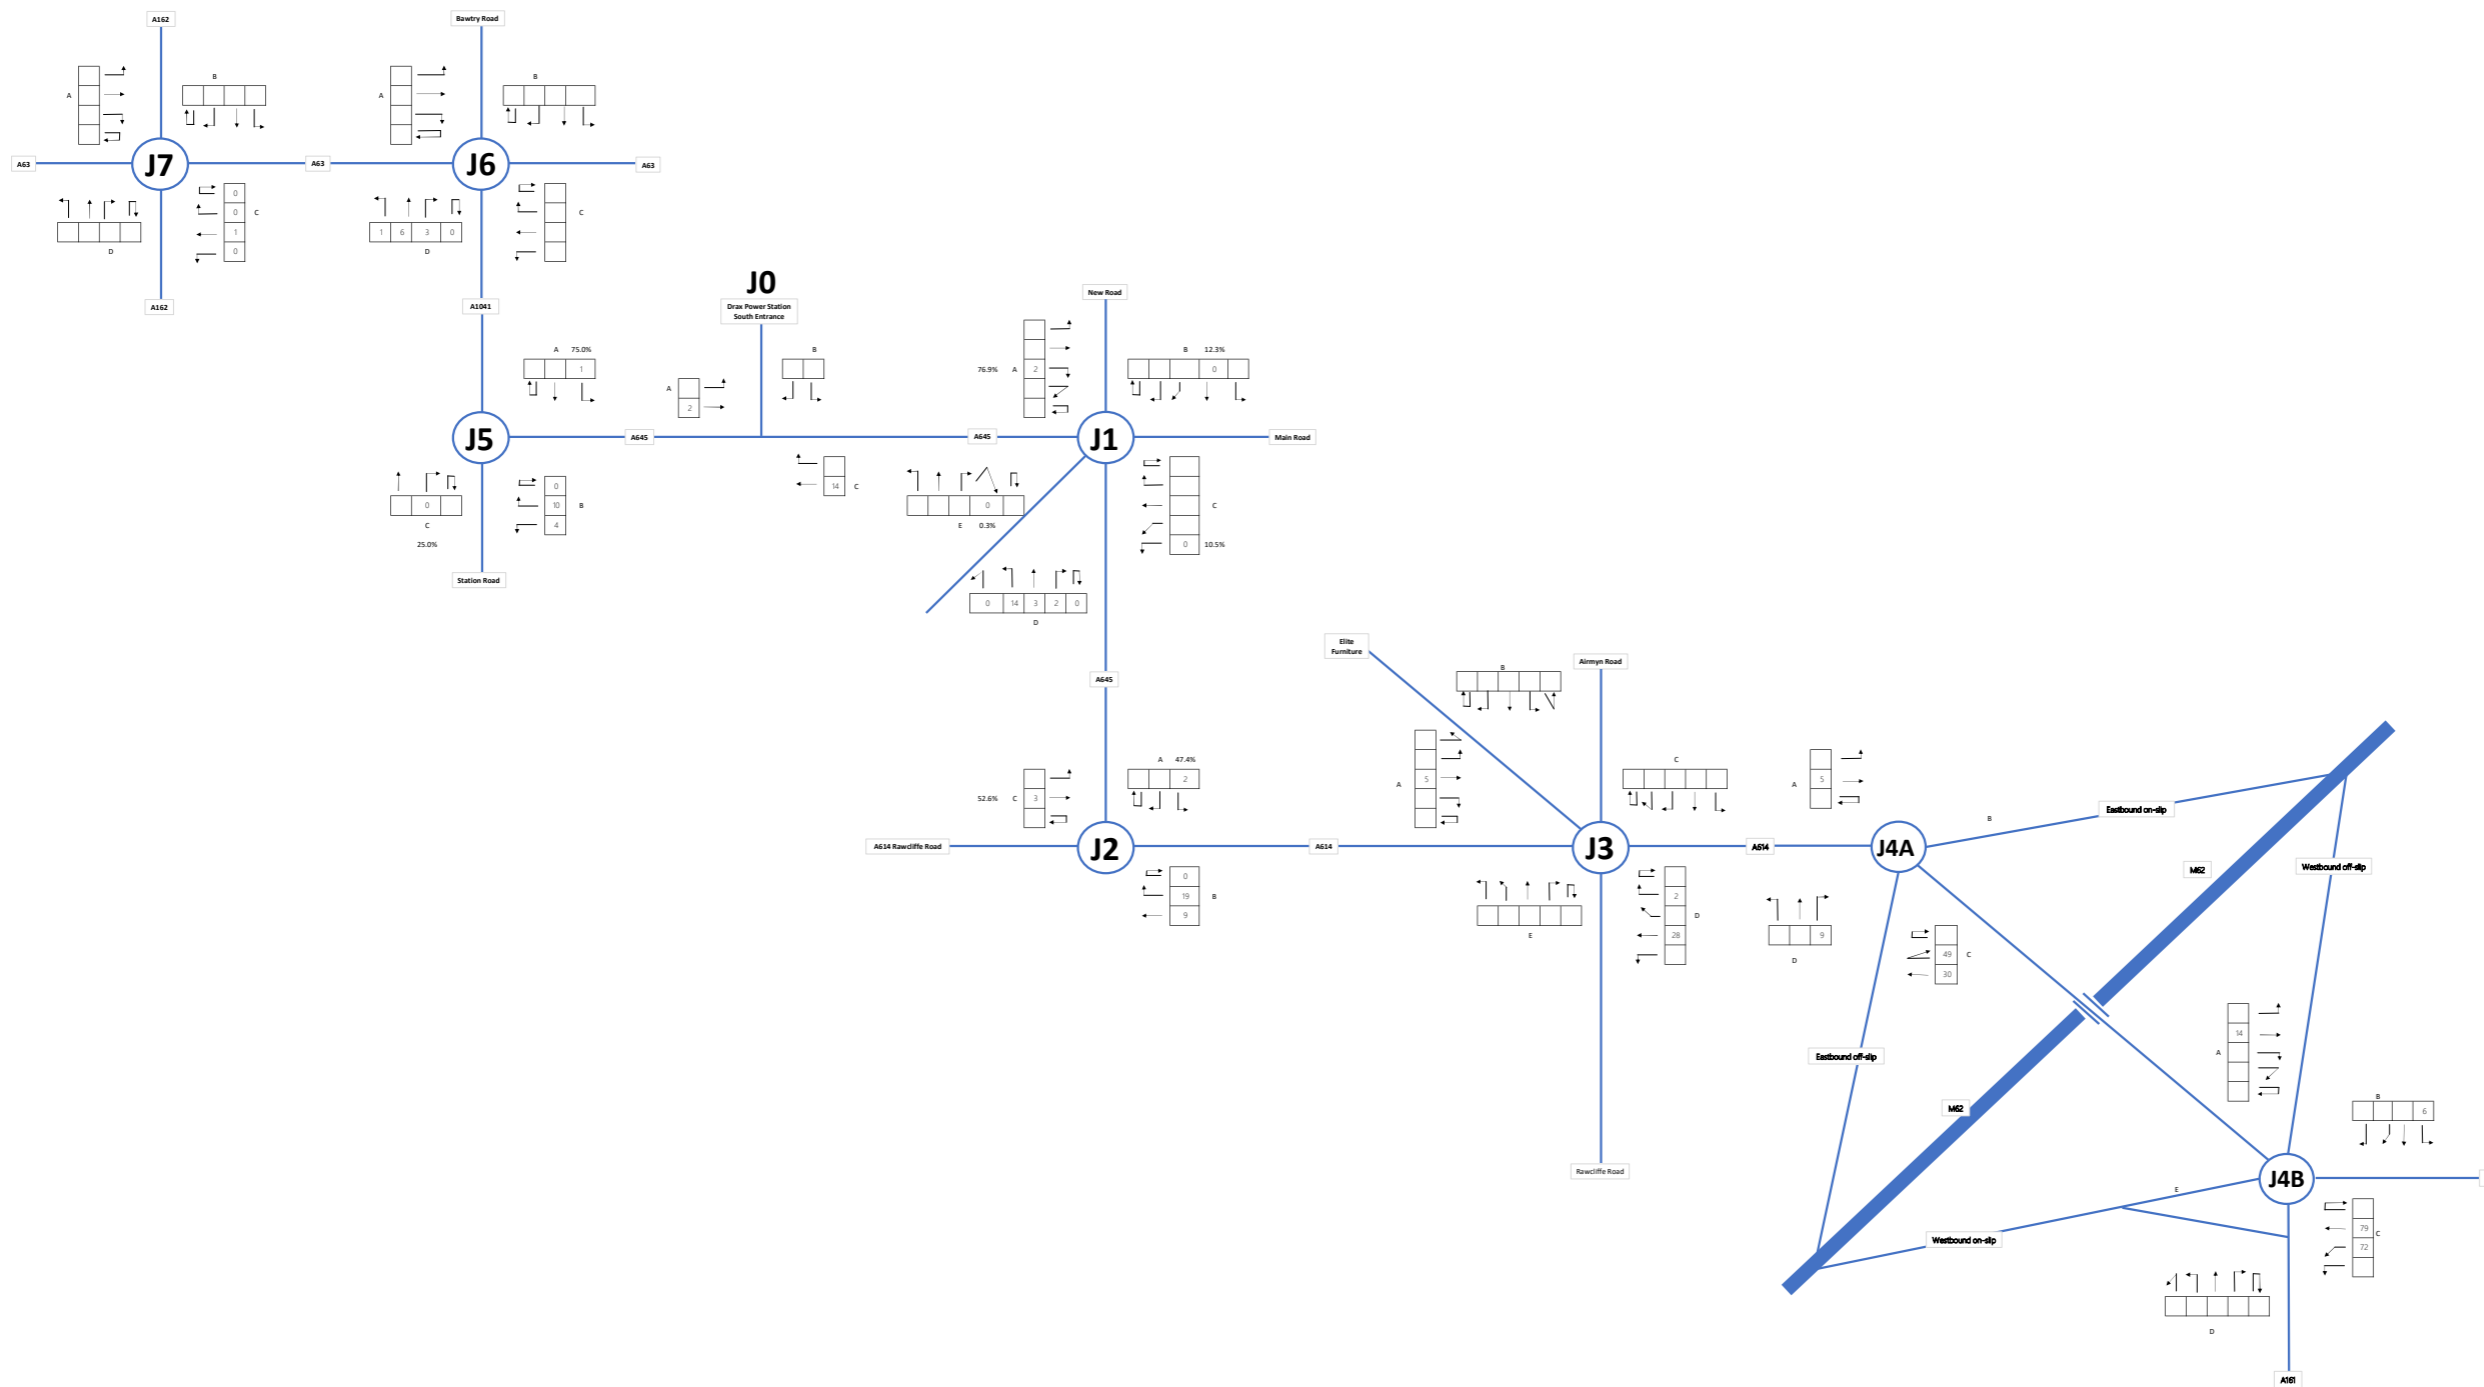 A162
Bawtry Road
B
B
A
A
J7
J6
A63
A63
A63
0
0
1
0
C
C
1 6 3 0
D
D
A162
A1041
J0
Drax Power Station
South Entrance
New Road
A 75.0%
1
B
A
2
76.9% A
2
B 12.3%
0
J5
A645
A645
J1
Main Road
0
10
4
B
0
C
25.0%
14
C
0
E 0.3%
C
0
10.5%
Station Road
0 14 3 2 0
D
Elite
Furniture
Airmyn Road
B
A645
A 47.4%
2
52.6% C
3
A
5
C
A
5
A614 Rawcliffe Road
J2
A614
J3
A614
J4A
B
Eastbound on-slip
M62
Westbound off-slip
0
19
9
B
E
2
28
D
9
D
49
30
C
Eastbound off-slip
14
A
M62
B
6
Rawcliffe Road
J4B
E
Westbound on-slip
79
72
C
D
A161